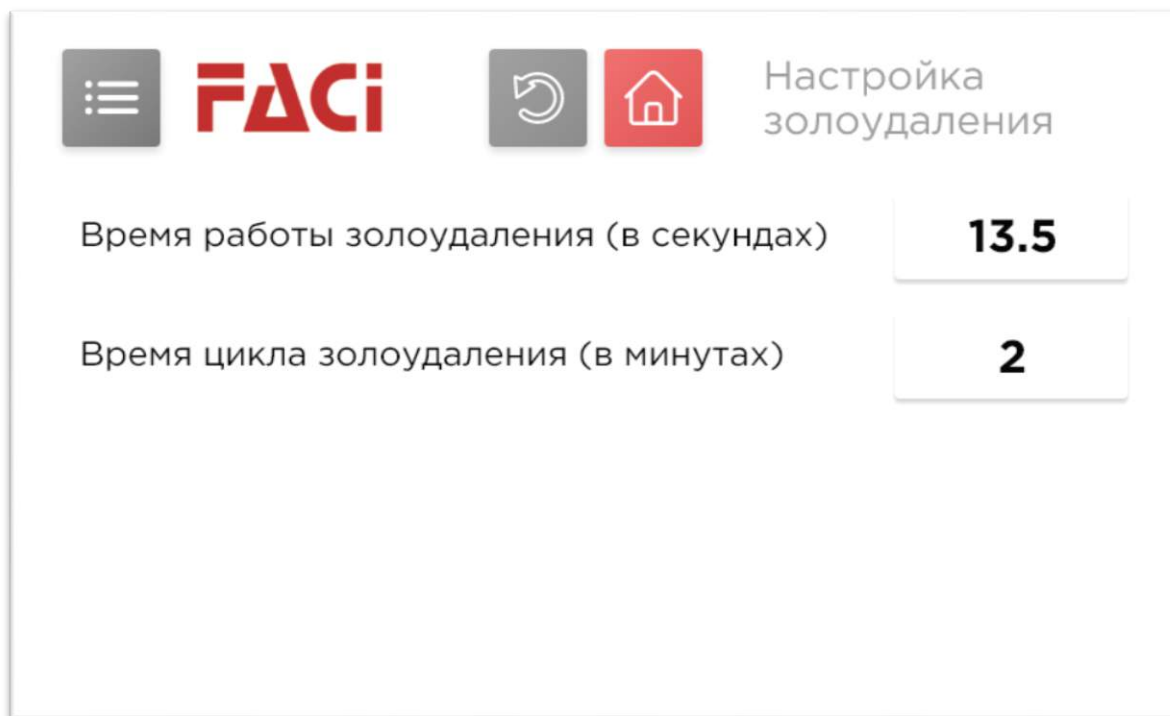 FACI
Настройка
золоудаления
Время работы золоудаления (в секундах)
13.5
Время цикла золоудаления (в минутах)
2